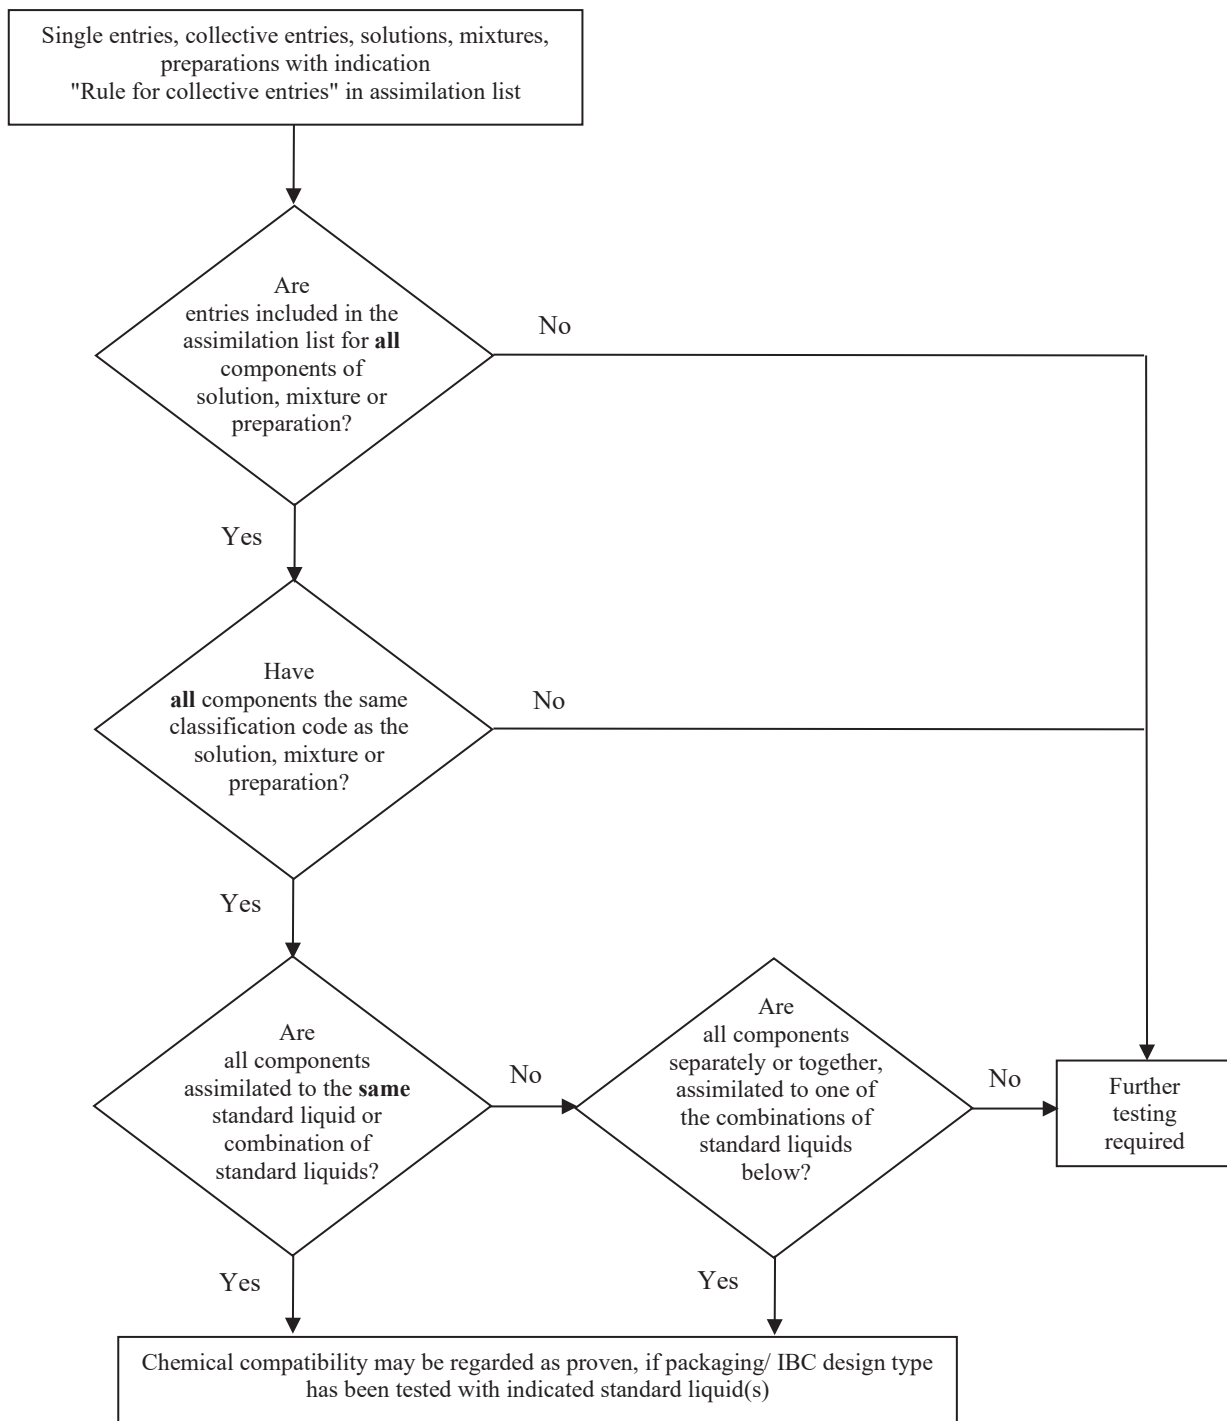 Single entries, collective entries, solutions, mixtures,
preparations with indication
"Rule for collective entries" in assimilation list
Are
entries included in the
assimilation list for all
components of
solution, mixture or
preparation?
No
Yes
Have
all components the same
classification code as the
solution, mixture or
preparation?
No
Yes
Are
all components
assimilated to the same
standard liquid or
combination of
standard liquids?
No
Are
all components
separately or together,
assimilated to one of
the combinations of
standard liquids
below?
No
Further
testing
required
Yes
Yes
Chemical compatibility may be regarded as proven, if packaging/ IBC design type
has been tested with indicated standard liquid(s)